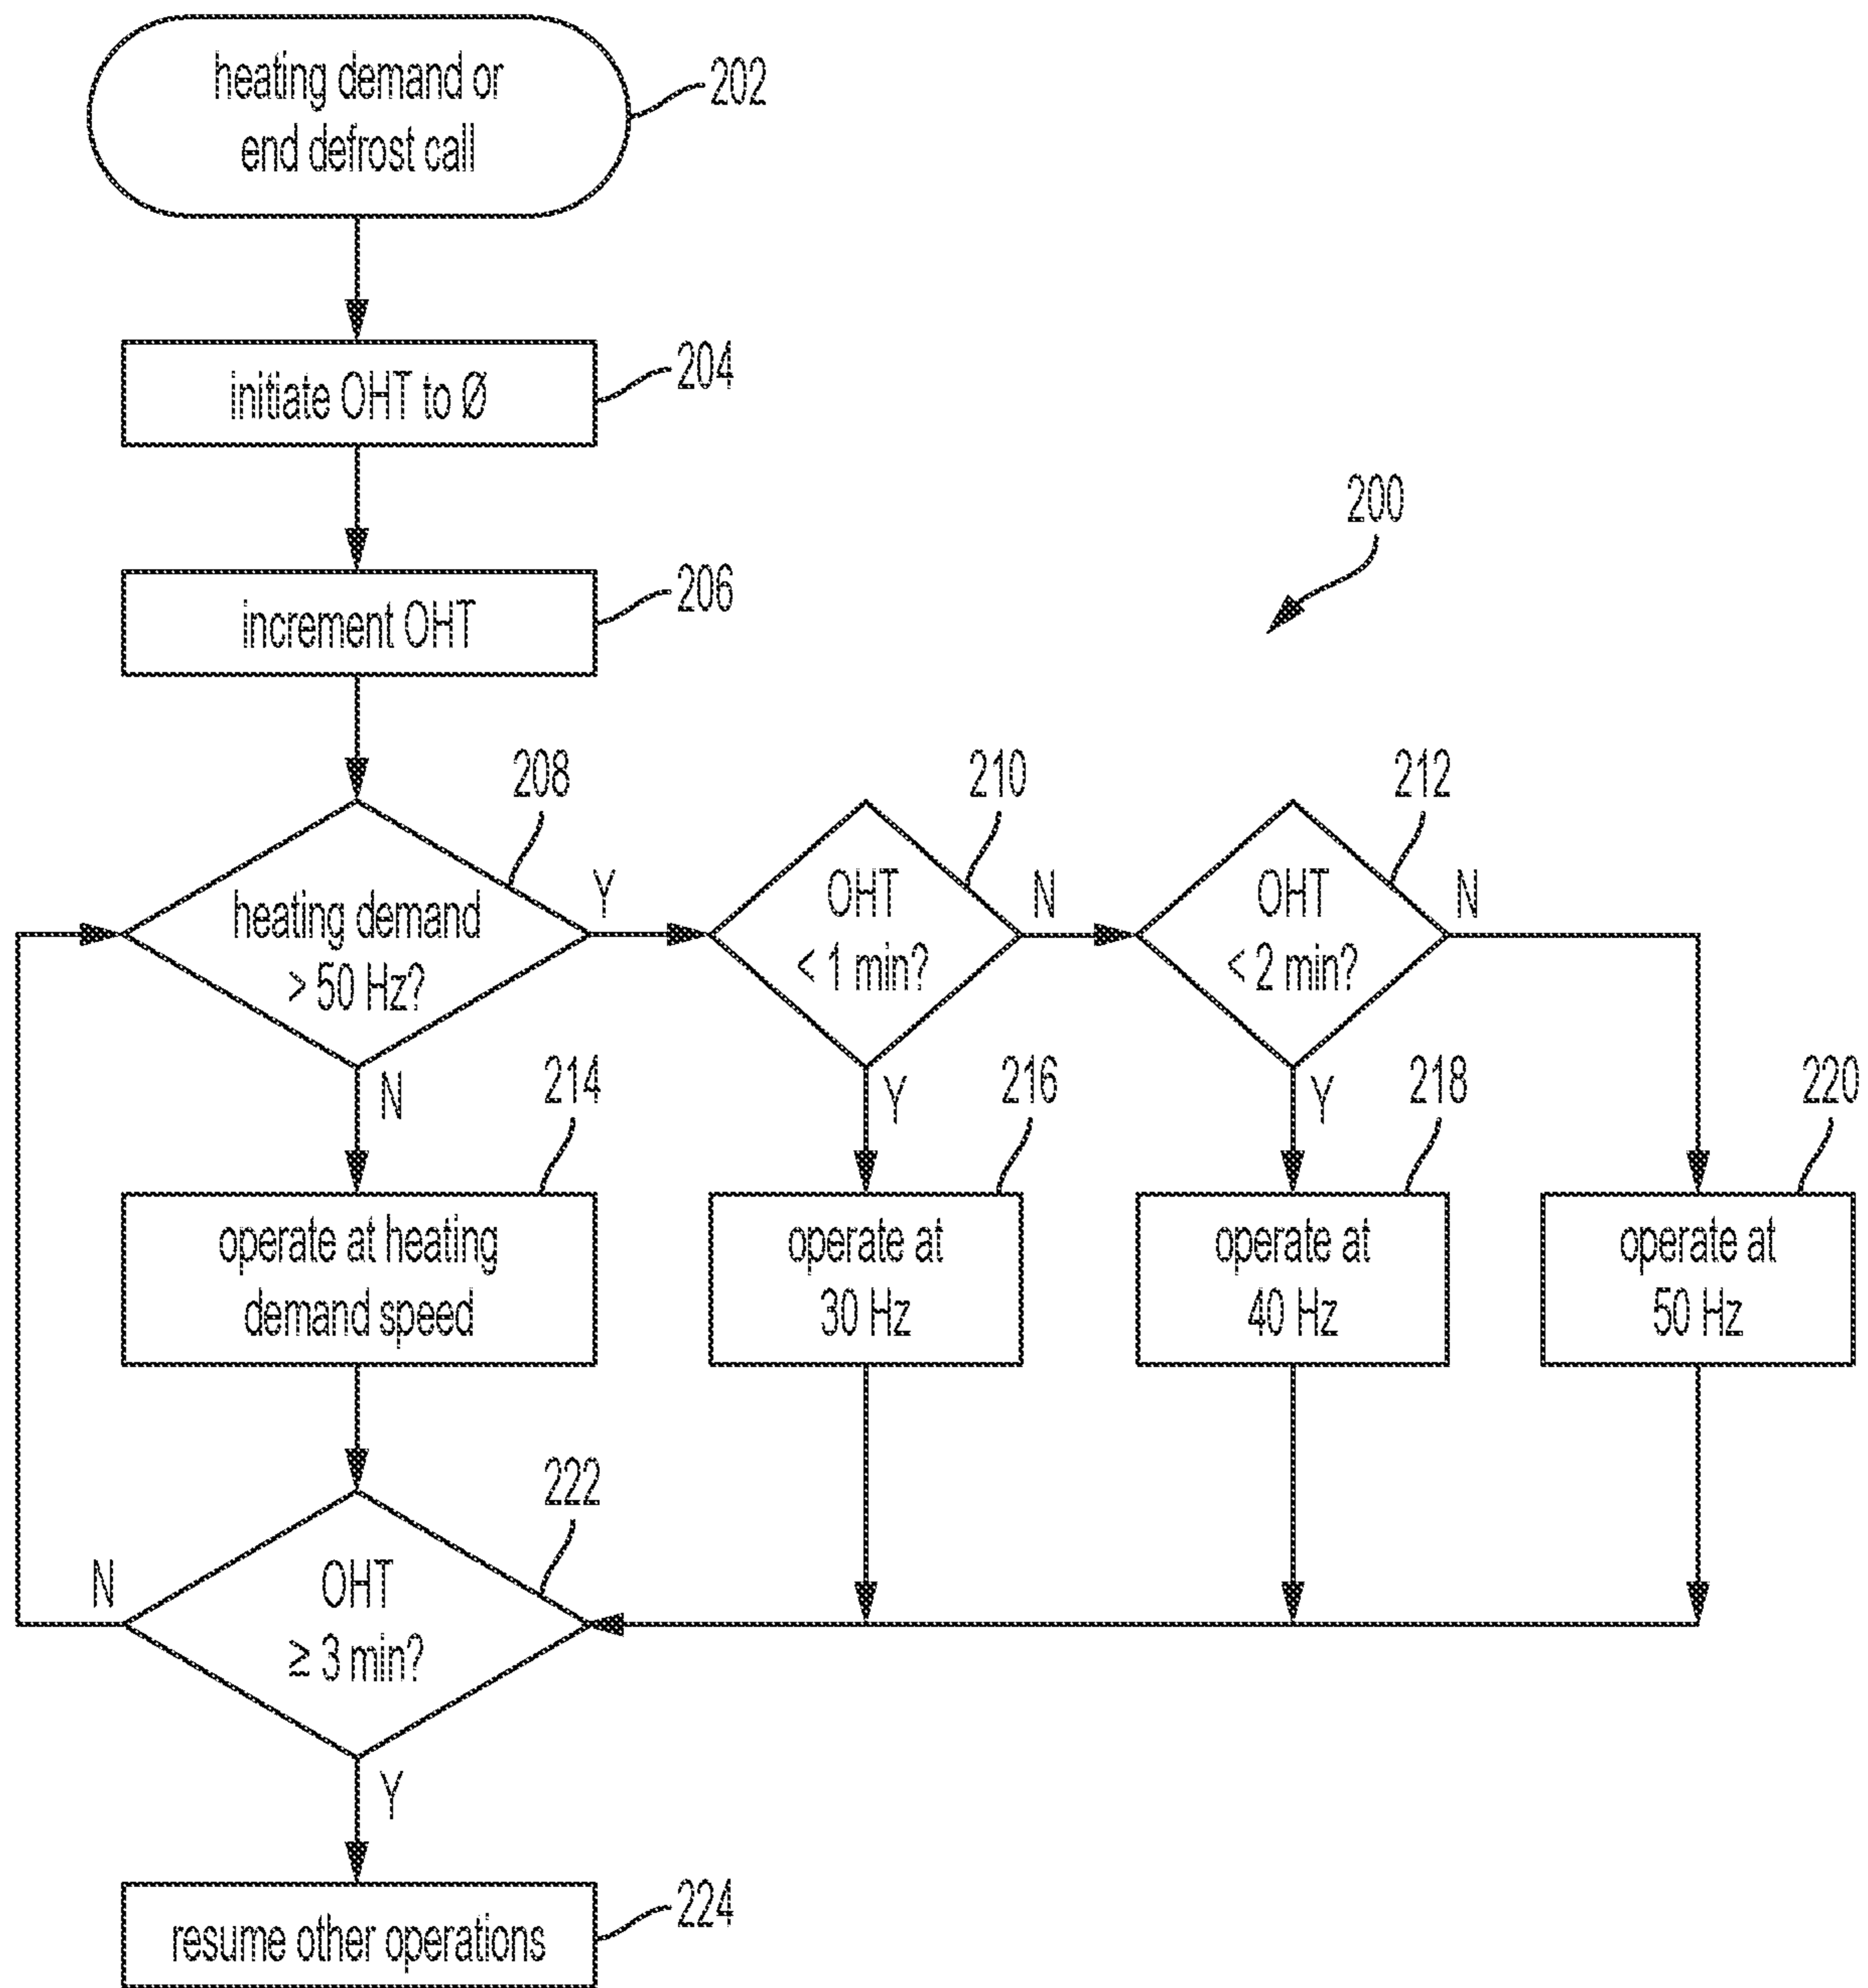 heating demand or
end defrost call
202
initiate OHT to Ø
204
increment OHT
206
200
208
210
212
heating demand
> 50 Hz?
Y
OHT
< 1 min?
N
OHT
< 2 min?
N
N
Y
Y
214
216
218
220
operate at heating
demand speed
operate at
30 Hz
operate at
40 Hz
operate at
50 Hz
222
N
OHT
≥ 3 min?
Y
resume other operations
224